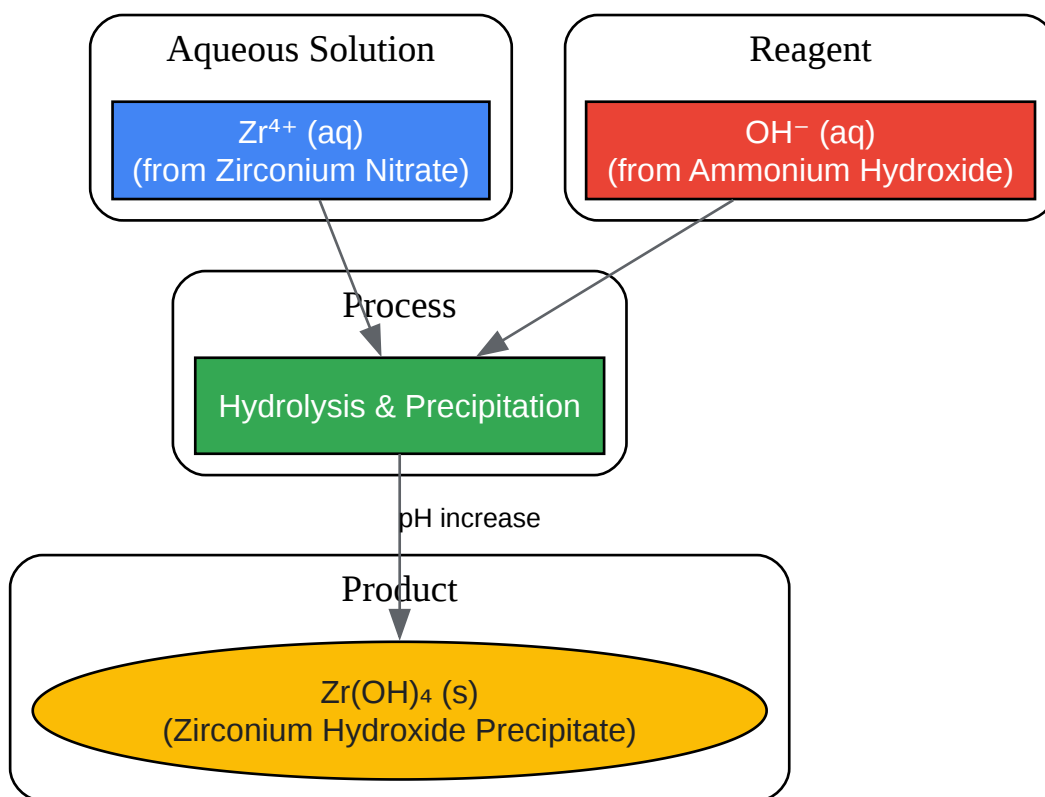 Aqueous Solution
Reagent
Zr⁴⁺ (aq)
(from Zirconium Nitrate)
OH⁻ (aq)
(from Ammonium Hydroxide)
Process
Hydrolysis & Precipitation
pH increase
Product
Zr(OH)₄ (s)
(Zirconium Hydroxide Precipitate)